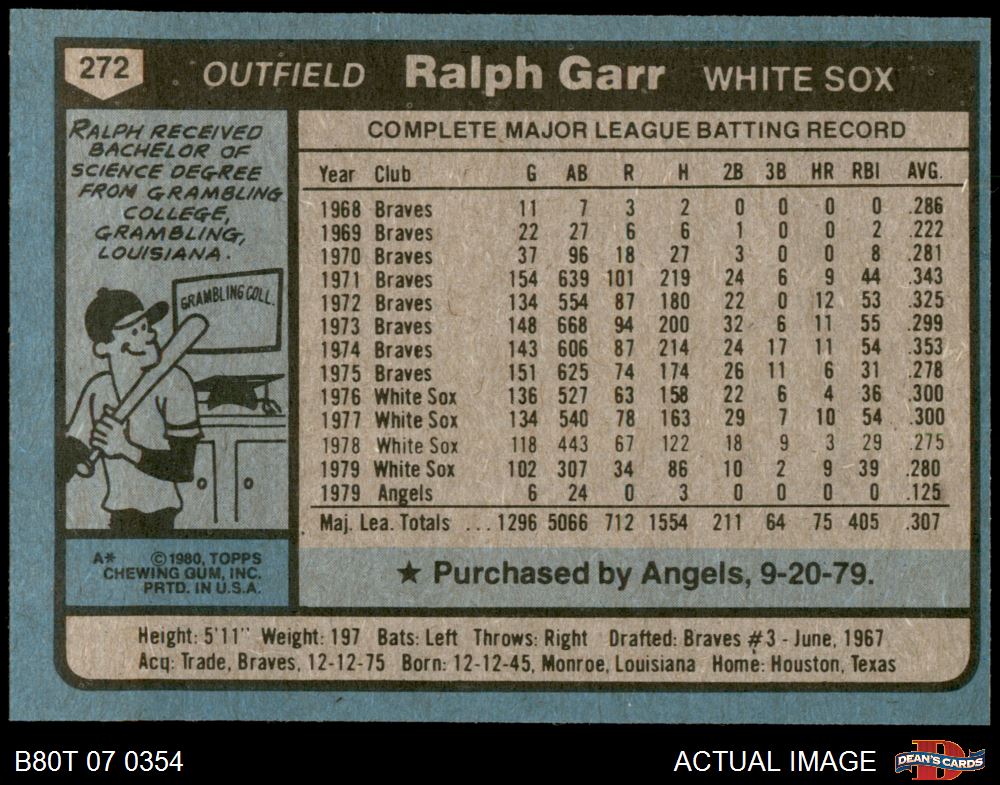 272 OUTFIELD Ralph Garr WHITE SOX
RALPH RECEIVED
BACHELOR OF
SCIENCE DEGREE
FROM GRAMBLING
COLLEGE,
GRAMBLING,
LOUISIANA.
GRAMBLING COLL.
A* ©1980, TOPPS
CHEWING GUM, INC.
PRTD. IN U.S.A.
COMPLETE MAJOR LEAGUE BATTING RECORD
Year Club G AB R H 2B 3B HR RBI AVG.
1968 Braves 11 7 3 2 0 0 0 0 .286
1969 Braves 22 27 6 6 1 0 0 2 .222
1970 Braves 37 96 18 27 3 0 0 8 .281
1971 Braves 154 639 101 219 24 6 9 44 .343
1972 Braves 134 554 87 180 22 0 12 53 .325
1973 Braves 148 668 94 200 32 6 11 55 .299
1974 Braves 143 606 87 214 24 17 11 54 .353
1975 Braves 151 625 74 174 26 11 6 31 .278
1976 White Sox 136 527 63 158 22 6 4 36 .300
1977 White Sox 134 540 78 163 29 7 10 54 .300
1978 White Sox 118 443 67 122 18 9 3 29 .275
1979 White Sox 102 307 34 86 10 2 9 39 .280
1979 Angels 6 24 0 3 0 0 0 0 .125
Maj. Lea. Totals ... 1296 5066 712 1554 211 64 75 405 .307
★ Purchased by Angels, 9-20-79.
Height: 5'11" Weight: 197 Bats: Left Throws: Right Drafted: Braves #3 - June, 1967
Acq: Trade, Braves, 12-12-75 Born: 12-12-45, Monroe, Louisiana Home: Houston, Texas
B80T 07 0354 ACTUAL IMAGE DEAN'S CARDS